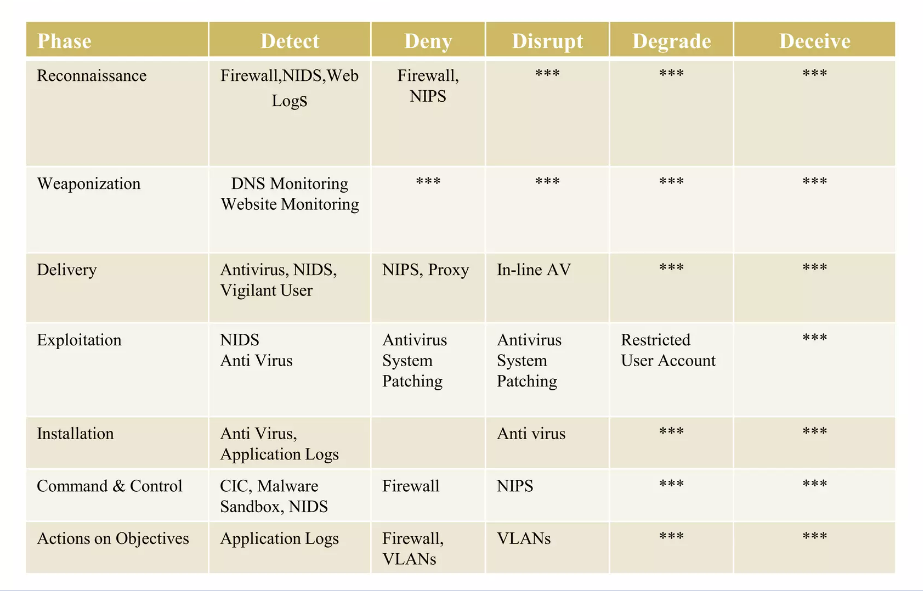 Phase Detect Deny Disrupt Degrade Deceive
Reconnaissance Firewall,NIDS,Web Firewall, *** *** ***
Logs NIPS
Weaponization DNS Monitoring *** *** *** ***
Website Monitoring
Delivery Antivirus, NIDS, NIPS, Proxy In-line AV *** ***
Vigilant User
Exploitation NIDS Antivirus Antivirus Restricted ***
Anti Virus System System User Account
Patching Patching
Installation Anti Virus, Anti virus *** ***
Application Logs
Command & Control CIC, Malware Firewall NIPS *** ***
Sandbox, NIDS
Actions on Objectives Application Logs Firewall, VLANs *** ***
VLANs